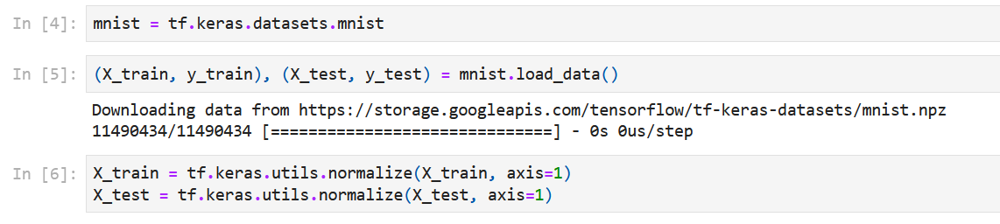 In [4]: mnist = tf.keras.datasets.mnist
In [5]: (X_train, y_train), (X_test, y_test) = mnist.load_data()
Downloading data from https://storage.googleapis.com/tensorflow/tf-keras-datasets/mnist.npz
11490434/11490434 [==============================] - 0s 0us/step
In [6]: X_train = tf.keras.utils.normalize(X_train, axis=1)
X_test = tf.keras.utils.normalize(X_test, axis=1)